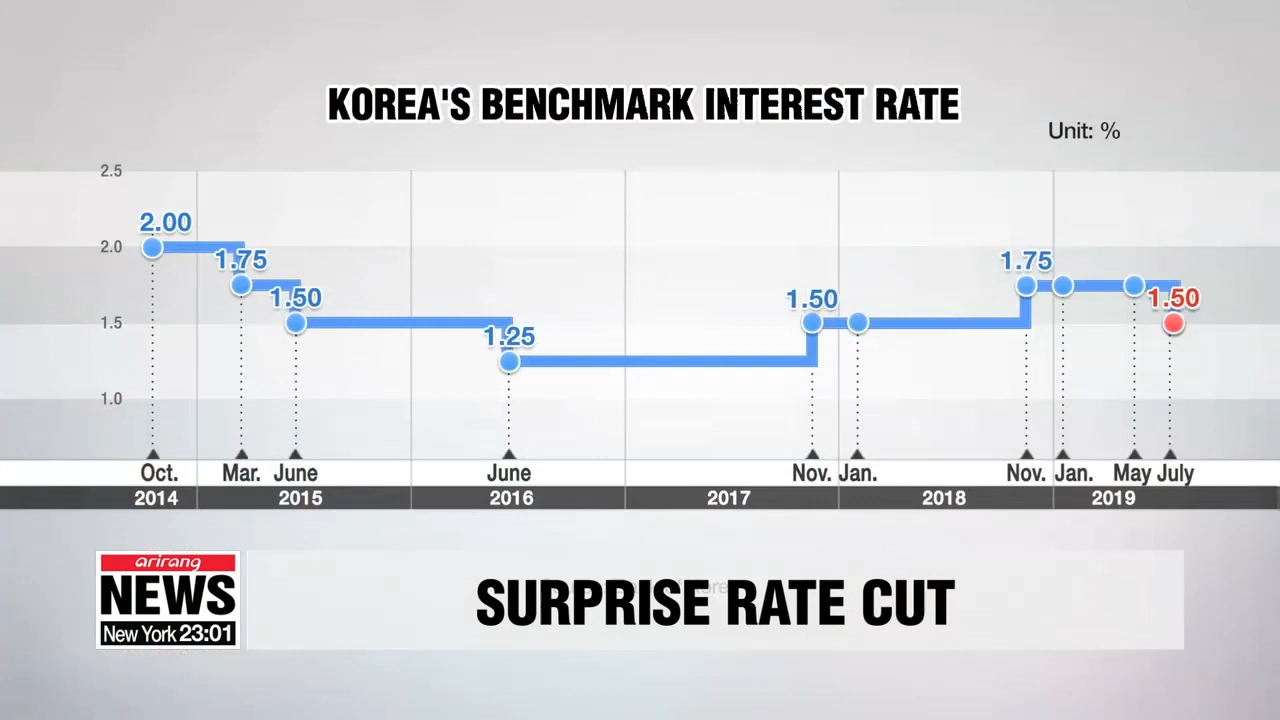 KOREA'S BENCHMARK INTEREST RATE
Unit: %
2.5
2.00
2.0
1.75
1.75
1.50
1.50
1.50
1.5
1.25
1.0
Oct. Mar. June June Nov. Jan. Nov. Jan. May July
2014 2015 2016 2017 2018 2019
arirang
NEWS
New York 23:01
SURPRISE RATE CUT